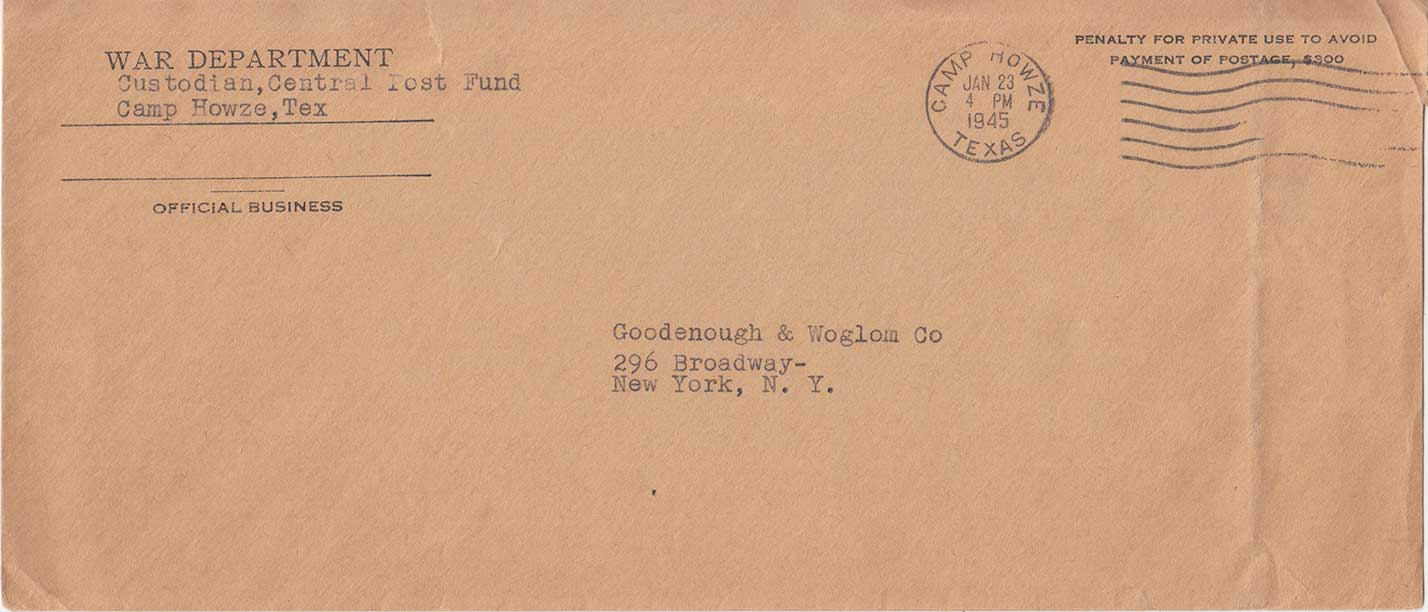 WAR DEPARTMENT
Custodian,Central Post Fund
Camp Howze,Tex
OFFICIAL BUSINESS
CAMP HOWZE
JAN 23
4 PM
1945
TEXAS
PENALTY FOR PRIVATE USE TO AVOID
PAYMENT OF POSTAGE, $300
Goodenough & Woglom Co
296 Broadway-
New York, N. Y.